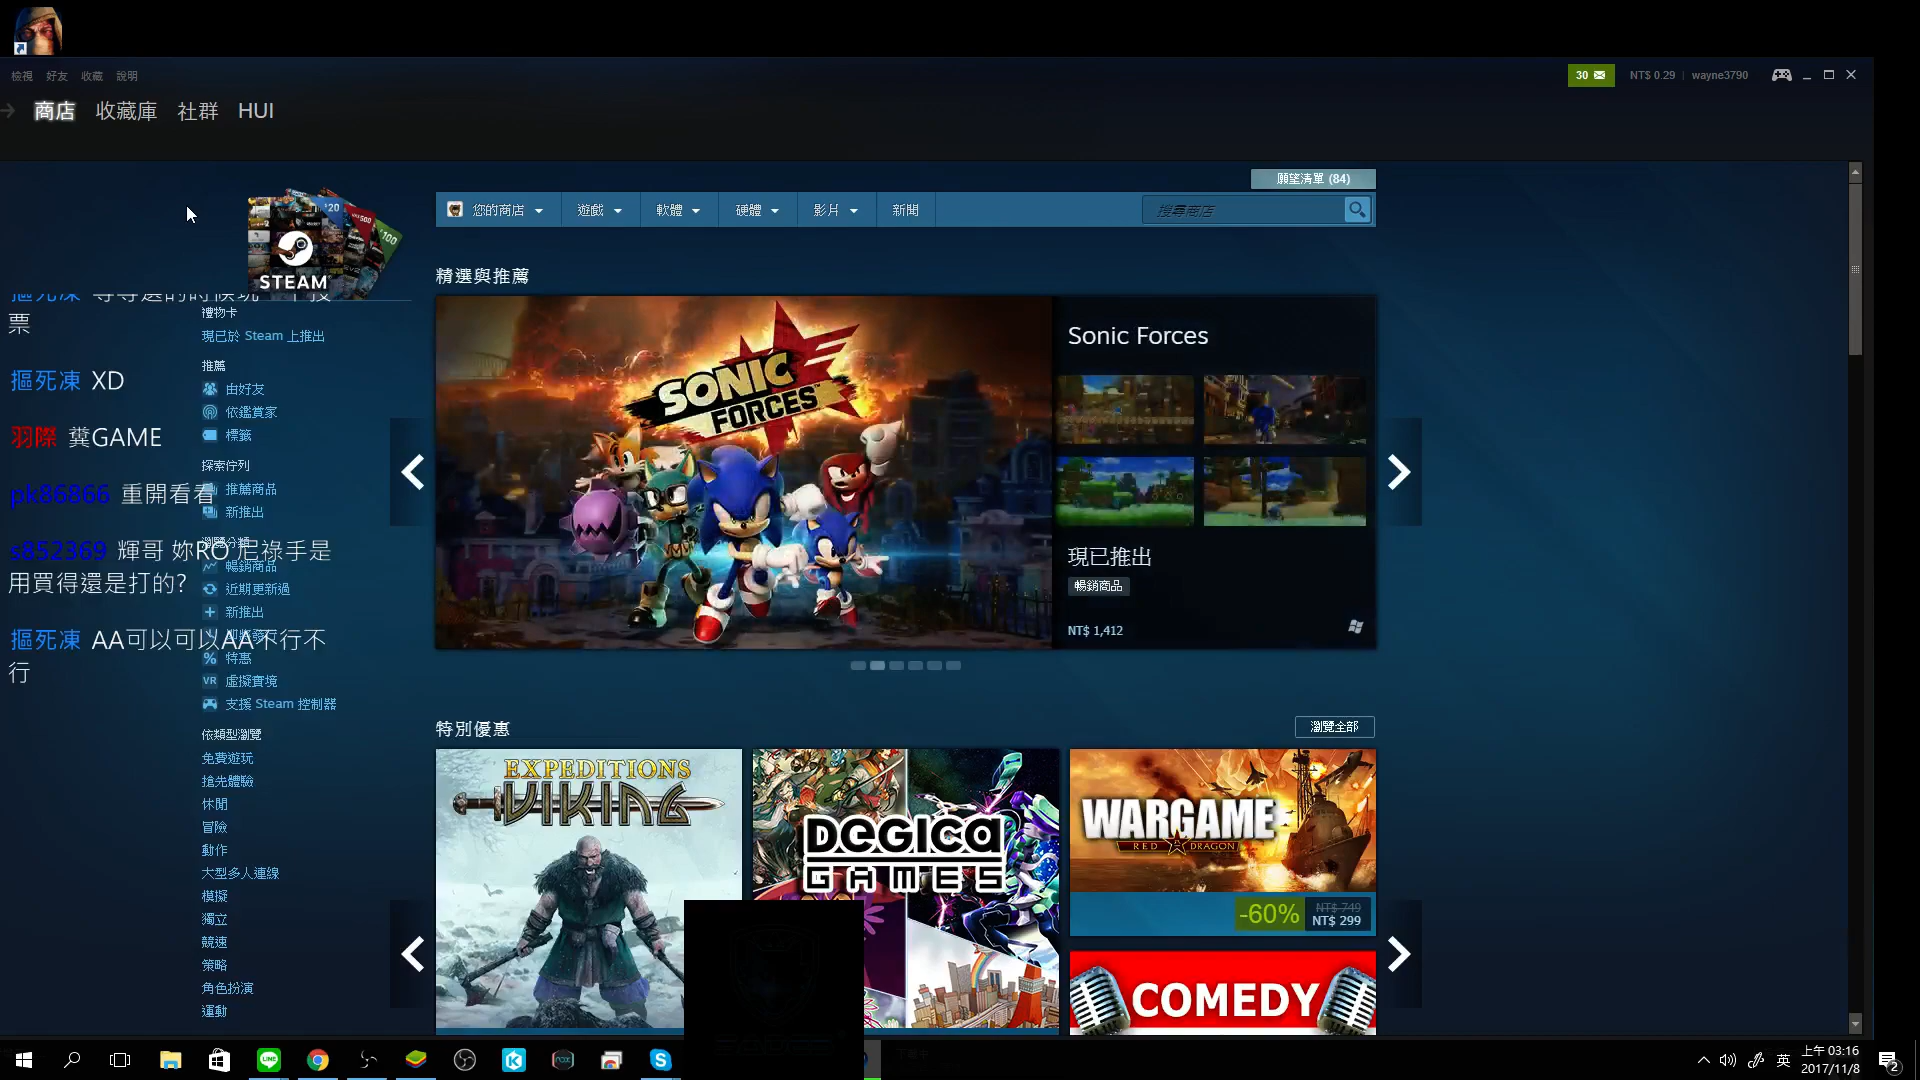 檢視 好友 收藏 說明
30
NT$ 0.29 | wayne3790
商店 收藏庫 社群 HUI
願望清單 (84)
您的商店 遊戲 軟體 硬體 影片 新聞
搜尋商店
STEAM
精選與推薦
SONIC
FORCES
Sonic Forces
現已推出
暢銷商品
NT$ 1,412
禮物卡
現已於 Steam 上推出
推薦
由好友
依鑑賞家
標籤
探索佇列
推薦商品
新推出
瀏覽分類
暢銷商品
近期更新過
新推出
特惠
VR 虛擬實境
支援 Steam 控制器
依類型瀏覽
免費遊玩
搶先體驗
休閒
冒險
動作
大型多人連線
模擬
獨立
競速
策略
角色扮演
運動
票
摳死凍 XD
羽際 糞GAME
pk86866 重開看看
s852369 輝哥 妳RO 尼祿手是
用買得還是打的?
摳死凍 AA可以可以AA不行不
行
特別優惠
瀏覽全部
EXPEDITIONS
VIKING
DEGICA
GAMES
WARGAME
RED DRAGON
-60% NT$ 749
NT$ 299
COMEDY
英
上午 03:16
2017/11/8
2